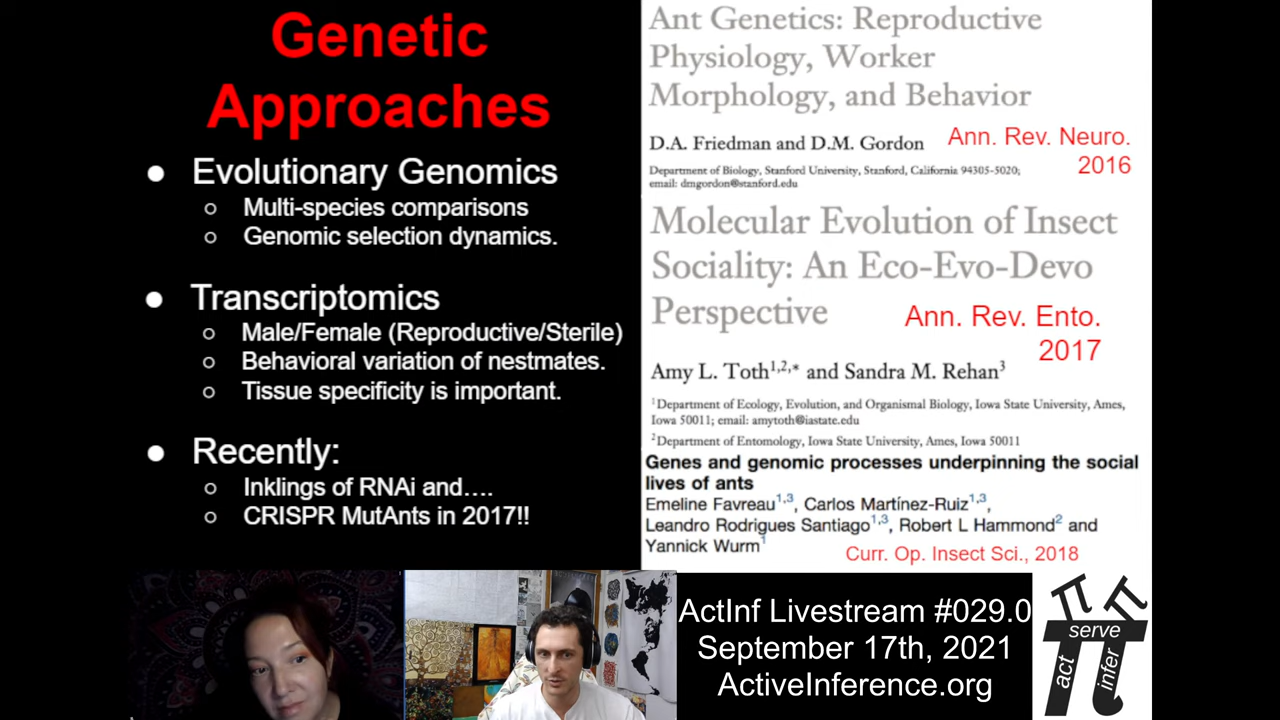 Genetic
Approaches
● Evolutionary Genomics
○ Multi-species comparisons
○ Genomic selection dynamics.
● Transcriptomics
○ Male/Female (Reproductive/Sterile)
○ Behavioral variation of nestmates.
○ Tissue specificity is important.
● Recently:
○ Inklings of RNAi and….
○ CRISPR MutAnts in 2017!!
Ant Genetics: Reproductive
Physiology, Worker
Morphology, and Behavior
D.A. Friedman and D.M. Gordon
Ann. Rev. Neuro.
2016
Department of Biology, Stanford University, Stanford, California 94305-5020;
email: dmgordon@stanford.edu
Molecular Evolution of Insect
Sociality: An Eco-Evo-Devo
Perspective
Ann. Rev. Ento.
2017
Amy L. Toth1,2,* and Sandra M. Rehan3
1Department of Ecology, Evolution, and Organismal Biology, Iowa State University, Ames,
Iowa 50011; email: amytoth@iastate.edu
2Department of Entomology, Iowa State University, Ames, Iowa 50011
Genes and genomic processes underpinning the social
lives of ants
Emeline Favreau1,3, Carlos Martínez-Ruiz1,3,
Leandro Rodrigues Santiago1,3, Robert L Hammond2 and
Yannick Wurm1
Curr. Op. Insect Sci., 2018
ActInf Livestream #029.0
September 17th, 2021
ActiveInference.org
serve
act
infer